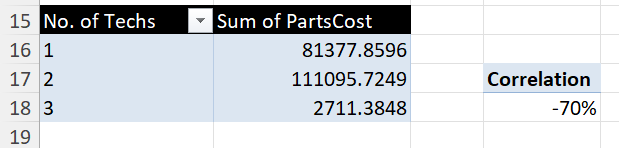 15 No. of Techs Sum of PartsCost
16 1 81377.8596
17 2 111095.7249 Correlation
18 3 2711.3848 -70%
19